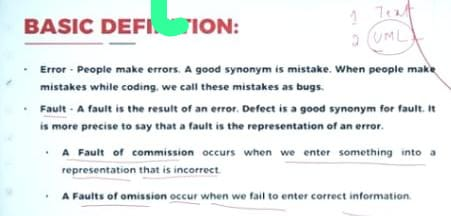 BASIC DEFI TION:
1 Text
2 UML
Error - People make errors. A good synonym is mistake. When people make
mistakes while coding, we call these mistakes as bugs.
Fault - A fault is the result of an error. Defect is a good synonym for fault. It
is more precise to say that a fault is the representation of an error.
A Fault of commission occurs when we enter something into a
representation that is incorrect.
A Faults of omission occur when we fail to enter correct information.